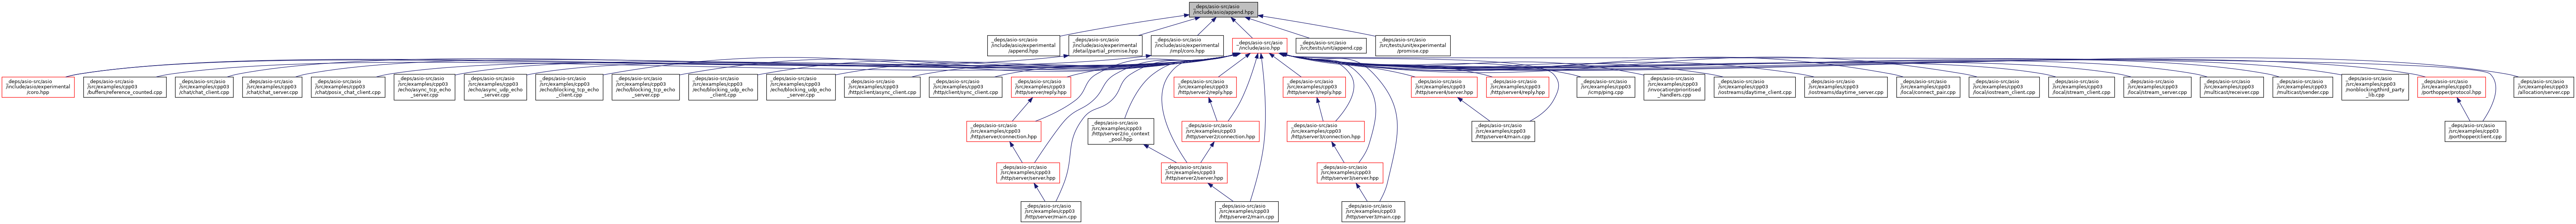 _deps/asio-src/asio
/include/asio/append.hpp
_deps/asio-src/asio
/include/asio/experimental
/append.hpp
_deps/asio-src/asio
/include/asio/experimental
/detail/partial_promise.hpp
_deps/asio-src/asio
/include/asio/experimental
/impl/coro.hpp
_deps/asio-src/asio
/include/asio.hpp
_deps/asio-src/asio
/src/tests/unit/append.cpp
_deps/asio-src/asio
/src/tests/unit/experimental
/promise.cpp
_deps/asio-src/asio
/include/asio/experimental
/coro.hpp
_deps/asio-src/asio
/src/examples/cpp03
/buffers/reference_counted.cpp
_deps/asio-src/asio
/src/examples/cpp03
/chat/chat_client.cpp
_deps/asio-src/asio
/src/examples/cpp03
/chat/chat_server.cpp
_deps/asio-src/asio
/src/examples/cpp03
/chat/posix_chat_client.cpp
_deps/asio-src/asio
/src/examples/cpp03
/echo/async_tcp_echo
_server.cpp
_deps/asio-src/asio
/src/examples/cpp03
/echo/async_udp_echo
_server.cpp
_deps/asio-src/asio
/src/examples/cpp03
/echo/blocking_tcp_echo
_client.cpp
_deps/asio-src/asio
/src/examples/cpp03
/echo/blocking_tcp_echo
_server.cpp
_deps/asio-src/asio
/src/examples/cpp03
/echo/blocking_udp_echo
_client.cpp
_deps/asio-src/asio
/src/examples/cpp03
/echo/blocking_udp_echo
_server.cpp
_deps/asio-src/asio
/src/examples/cpp03
/http/client/async_client.cpp
_deps/asio-src/asio
/src/examples/cpp03
/http/client/sync_client.cpp
_deps/asio-src/asio
/src/examples/cpp03
/http/server/reply.hpp
_deps/asio-src/asio
/src/examples/cpp03
/http/server2/reply.hpp
_deps/asio-src/asio
/src/examples/cpp03
/http/server3/reply.hpp
_deps/asio-src/asio
/src/examples/cpp03
/http/server4/server.hpp
_deps/asio-src/asio
/src/examples/cpp03
/http/server4/reply.hpp
_deps/asio-src/asio
/src/examples/cpp03
/icmp/ping.cpp
_deps/asio-src/asio
/src/examples/cpp03
/invocation/prioritised
_handlers.cpp
_deps/asio-src/asio
/src/examples/cpp03
/iostreams/daytime_client.cpp
_deps/asio-src/asio
/src/examples/cpp03
/iostreams/daytime_server.cpp
_deps/asio-src/asio
/src/examples/cpp03
/local/connect_pair.cpp
_deps/asio-src/asio
/src/examples/cpp03
/local/iostream_client.cpp
_deps/asio-src/asio
/src/examples/cpp03
/local/stream_client.cpp
_deps/asio-src/asio
/src/examples/cpp03
/local/stream_server.cpp
_deps/asio-src/asio
/src/examples/cpp03
/multicast/receiver.cpp
_deps/asio-src/asio
/src/examples/cpp03
/multicast/sender.cpp
_deps/asio-src/asio
/src/examples/cpp03
/nonblocking/third_party
_lib.cpp
_deps/asio-src/asio
/src/examples/cpp03
/porthopper/protocol.hpp
_deps/asio-src/asio
/src/examples/cpp03
/allocation/server.cpp
_deps/asio-src/asio
/src/examples/cpp03
/http/server/connection.hpp
_deps/asio-src/asio
/src/examples/cpp03
/http/server2/io_context
_pool.hpp
_deps/asio-src/asio
/src/examples/cpp03
/http/server2/connection.hpp
_deps/asio-src/asio
/src/examples/cpp03
/http/server3/connection.hpp
_deps/asio-src/asio
/src/examples/cpp03
/http/server4/main.cpp
_deps/asio-src/asio
/src/examples/cpp03
/porthopper/client.cpp
_deps/asio-src/asio
/src/examples/cpp03
/http/server/server.hpp
_deps/asio-src/asio
/src/examples/cpp03
/http/server2/server.hpp
_deps/asio-src/asio
/src/examples/cpp03
/http/server3/server.hpp
_deps/asio-src/asio
/src/examples/cpp03
/http/server/main.cpp
_deps/asio-src/asio
/src/examples/cpp03
/http/server2/main.cpp
_deps/asio-src/asio
/src/examples/cpp03
/http/server3/main.cpp